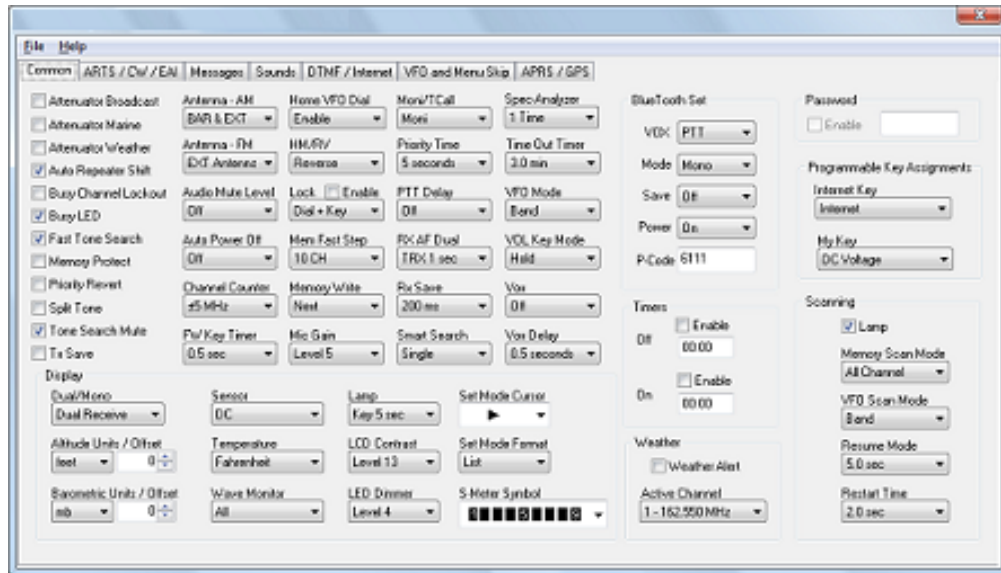 File Help
Common ARTS / CW / EAI Messages Sounds DTMF / Internet VFO and Menu Skip APRS / GPS
Attenuator Broadcast
Attenuator Marine
Attenuator Weather
Auto Repeater Shift
Busy Channel Lockout
Busy LED
Fast Tone Search
Memory Protect
Priority Revert
Split Tone
Tone Search Mute
Tx Save
Antenna - AM Home VFO Dial Moni/TCall Spec-Analyzer
BAR & EXT Enable Moni 1 Time
Antenna - FM HM/RV Priority Time Time Out Timer
EXT Antenna Reverse 5 seconds 3.0 min
Audio Mute Level Lock Enable PTT Delay VFO Mode
Off Dial + Key Off Band
Auto Power Off Mem Fast Step RX AF Dual VOL Key Mode
Off 10 CH TRX 1 sec Hold
Channel Counter Memory Write Rx Save Vox
±5 MHz Next 200 ms Off
PW Key Timer Mic Gain Smart Search Vox Delay
0.5 sec Level 5 Single 0.5 seconds
Display
Dual/Mono Sensor Lamp Set Mode Cursor
Dual Receive DC Key 5 sec
Altitude Units / Offset Temperature LCD Contrast Set Mode Format
feet 0 Fahrenheit Level 13 List
Barometric Units / Offset Wave Monitor LED Dimmer S-Meter Symbol
mb 0 All Level 4
BlueTooth Set
VOX PTT
Mode Mono
Save Off
Power On
P-Code 6111
Timers
Enable
Off 00:00
Enable
On 00:00
Weather
Weather Alert
Active Channel
1 - 162.550 MHz
Password
Enable
Programmable Key Assignments
Internet Key
Internet
My Key
DC Voltage
Scanning
Lamp
Memory Scan Mode
All Channel
VFO Scan Mode
Band
Resume Mode
5.0 sec
Restart Time
2.0 sec